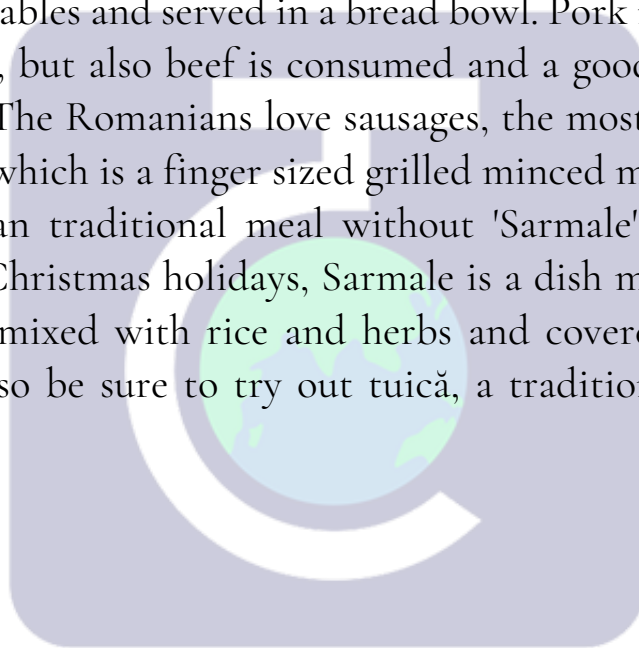 ables and served in a bread bowl. Pork
, but also beef is consumed and a good
The Romanians love sausages, the most
which is a finger sized grilled minced m
an traditional meal without 'Sarmale'
Christmas holidays, Sarmale is a dish m
mixed with rice and herbs and covere
so be sure to try out tuică, a tradition